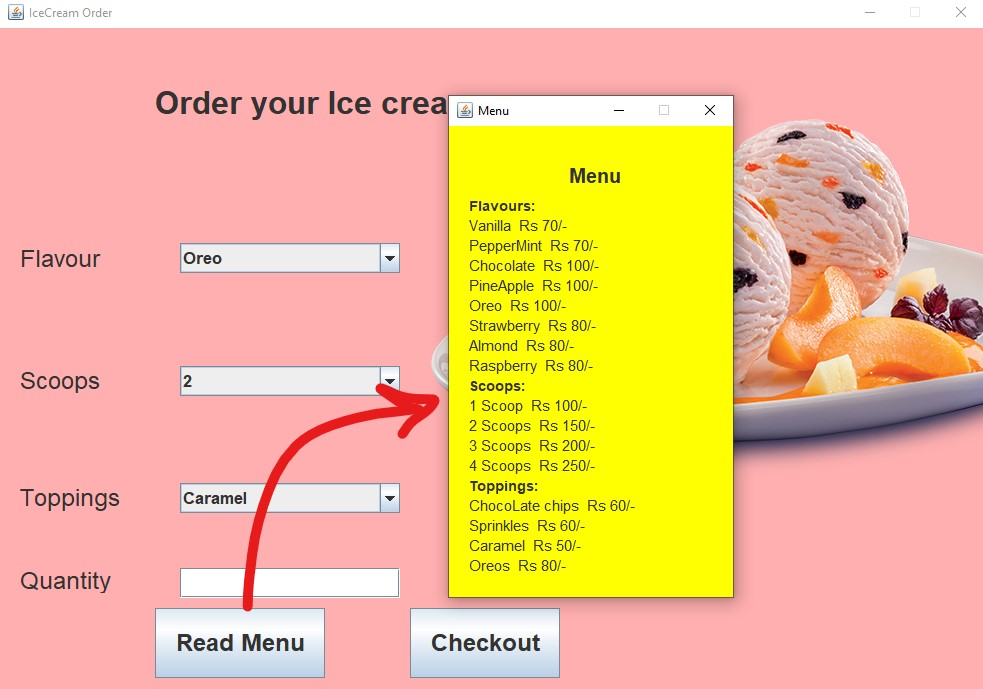 IceCream Order
Order your Ice crea
Menu
Menu
Flavours:
Vanilla Rs 70/-
PepperMint Rs 70/-
Chocolate Rs 100/-
PineApple Rs 100/-
Oreo Rs 100/-
Strawberry Rs 80/-
Almond Rs 80/-
Raspberry Rs 80/-
Scoops:
1 Scoop Rs 100/-
2 Scoops Rs 150/-
3 Scoops Rs 200/-
4 Scoops Rs 250/-
Toppings:
ChocoLate chips Rs 60/-
Sprinkles Rs 60/-
Caramel Rs 50/-
Oreos Rs 80/-
Flavour Oreo
Scoops 2
Toppings Caramel
Quantity
Read Menu Checkout